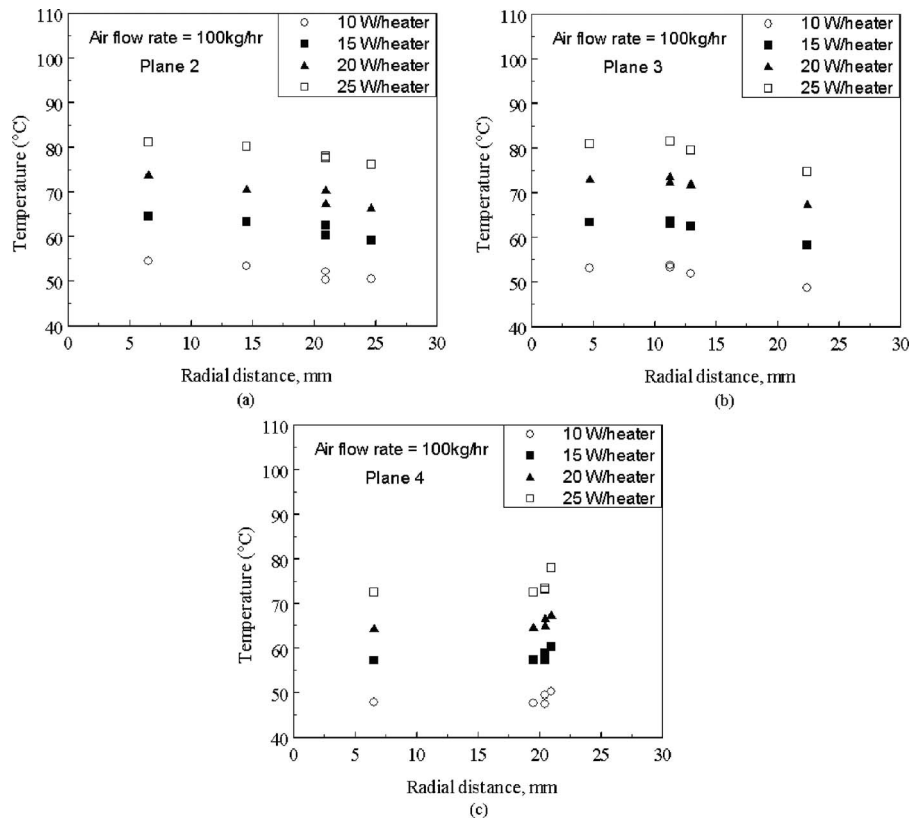 110
100
90
80
70
60
50
40
Temperature (°C)
Air flow rate = 100kg/hr
Plane 2
10 W/heater
15 W/heater
20 W/heater
25 W/heater
0 5 10 15 20 25 30
Radial distance, mm
(a)
110
100
90
80
70
60
50
40
Temperature (°C)
Air flow rate = 100kg/hr
Plane 3
10 W/heater
15 W/heater
20 W/heater
25 W/heater
0 5 10 15 20 25 30
Radial distance, mm
(b)
110
100
90
80
70
60
50
40
Temperature (°C)
Air flow rate = 100kg/hr
Plane 4
10 W/heater
15 W/heater
20 W/heater
25 W/heater
0 5 10 15 20 25 30
Radial distance, mm
(c)